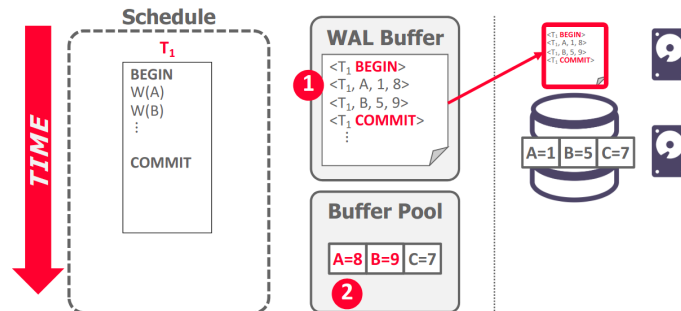 Schedule
TIME
T1
BEGIN
W(A)
W(B)
⋮
COMMIT
WAL Buffer
1
<T1 BEGIN>
<T1, A, 1, 8>
<T1, B, 5, 9>
<T1 COMMIT>
⋮
Buffer Pool
A=8 B=9 C=7
2
<T1 BEGIN>
<T1, A, 1, 8>
<T1, B, 5, 9>
<T1 COMMIT>
⋮
A=1 B=5 C=7